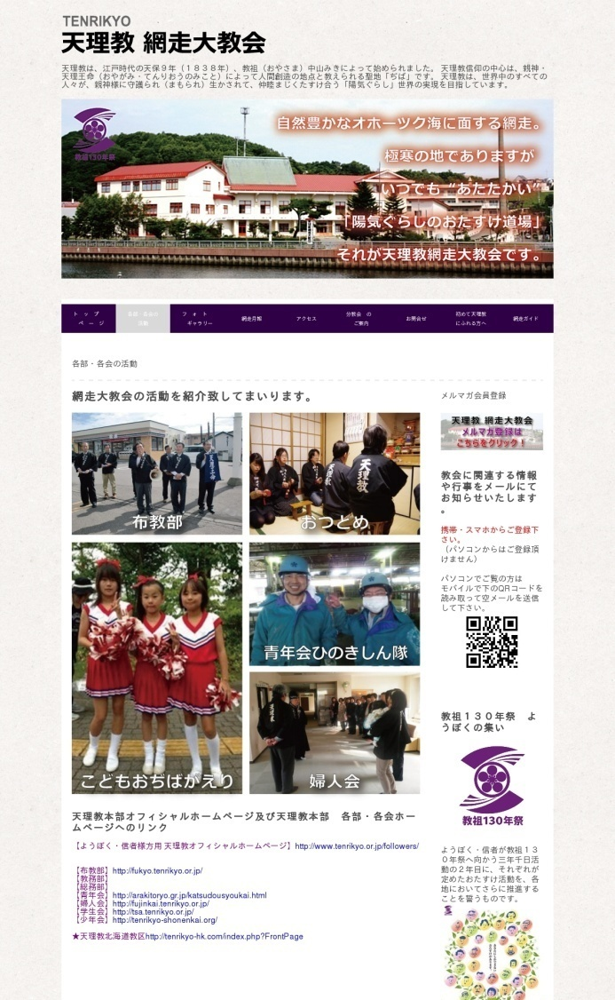 TENRIKYO
天理教 網走大教会
天理教は、江戸時代の天保９年（１８３８年）、教祖（おやさま）中山みきによって始められました。 天理教信仰の中心は、親神・
天理王命（おやがみ・てんりおうのみこと）によって人間創造の地点と教えられる聖地「ぢば」です。 天理教は、世界中のすべての
人々が、親神様に守護られ（まもられ）生かされて、仲睦まじくたすけ合う「陽気ぐらし」世界の実現を目指しています。
教祖130年祭
自然豊かなオホーツク海に面する網走。
極寒の地でありますが
いつでも “あたたかい”
「陽気ぐらしのおたすけ道場」
それが天理教網走大教会です。
トップ
ページ
各部・各会の
活動
フォト
ギャラリー
網走月報
アクセス
分教会 の
ご案内
お問合せ
初めて天理教
にふれる方へ
網走ガイド
各部・各会の活動
網走大教会の活動を紹介致してまいります。
布教部
天理王命
おつとめ
天理教
天理教
こどもおぢばがえり
青年会ひのきしん隊
婦人会
天理教本部オフィシャルホームページ及び天理教本部　各部・各会ホー
ムページへのリンク
【ようぼく・信者様方用 天理教オフィシャルホームページ】http://www.tenrikyo.or.jp/followers/
【布教部】http://fukyo.tenrikyo.or.jp/
【教務部】
【総務部】
【青年会】http://arakitoryo.gr.jp/katsudousyoukai.html
【婦人会】http://fujinkai.tenrikyo.or.jp/
【学生会】http://tsa.tenrikyo.or.jp/
【少年会】http://tenrikyo-shonenkai.org/
★天理教北海道教区http://tenrikyo-hk.com/index.php?FrontPage
メルマガ会員登録
天理教 網走大教会
メルマガ登録は
こちらをクリック！
教会に関連する情報
や行事をメールにて
お知らせいたします
。
携帯・スマホからご登録下
さい。
（パソコンからはご登録頂
けません）
パソコンでご覧の方は
モバイルで下のQRコードを
読み取って空メールを送信
して下さい。
教祖１３０年祭　よ
うぼくの集い
教祖130年祭
ようぼく・信者が教祖１３
０年祭へ向かう三年千日活
動の２年目に、それぞれが
定めたおたすけ活動を、各
地においてさらに推進する
ことを誓うものです。